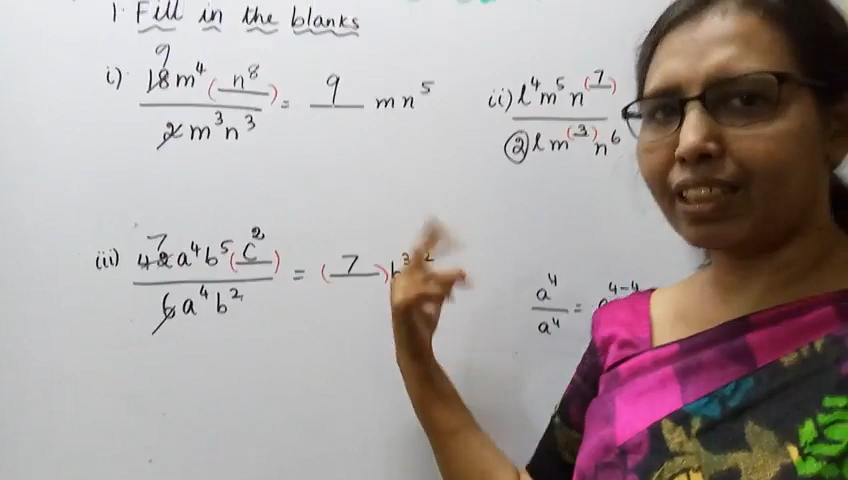 1. Fill in the blanks
9
i) 18m⁴(n⁸) / 2m³n³ = 9 mn⁵
ii) l⁴m⁵n⁽⁷⁾ / 2lm⁽³⁾n⁶
iii) 7
42a⁴b⁵(c²) / 6a⁴b² = (7)b³ ²
a⁴ / a⁴ = a⁴⁻⁴